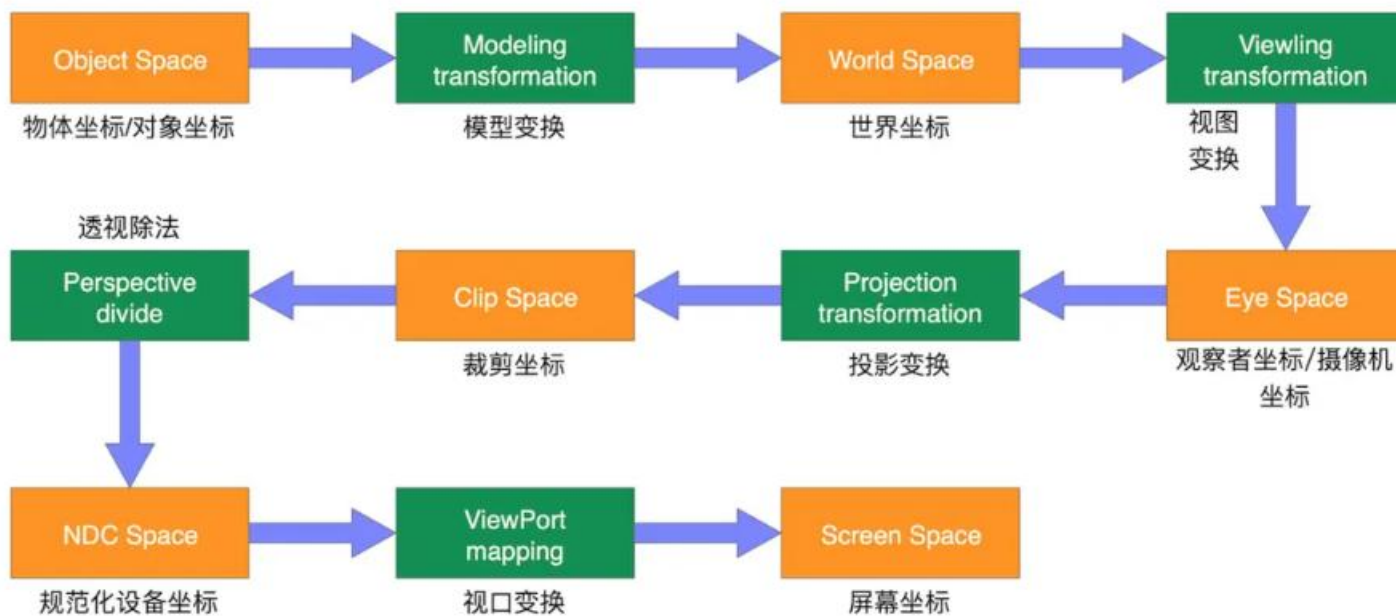 Object Space
物体坐标/对象坐标
Modeling
transformation
模型变换
World Space
世界坐标
Viewling
transformation
视图
变换
Eye Space
观察者坐标/摄像机
坐标
Projection
transformation
投影变换
Clip Space
裁剪坐标
透视除法
Perspective
divide
NDC Space
规范化设备坐标
ViewPort
mapping
视口变换
Screen Space
屏幕坐标